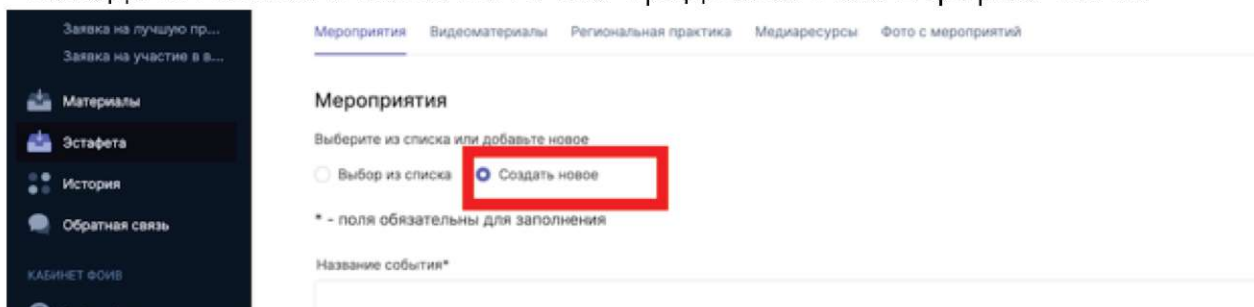 Заявка на лучшую пр...
Заявка на участие в в...
Материалы
Эстафета
История
Обратная связь
КАБИНЕТ ФОИВ
Мероприятия Видеоматериалы Региональная практика Медиаресурсы Фото с мероприятий
Мероприятия
Выберите из списка или добавьте новое
Выбор из списка Создать новое
* - поля обязательны для заполнения
Название события*